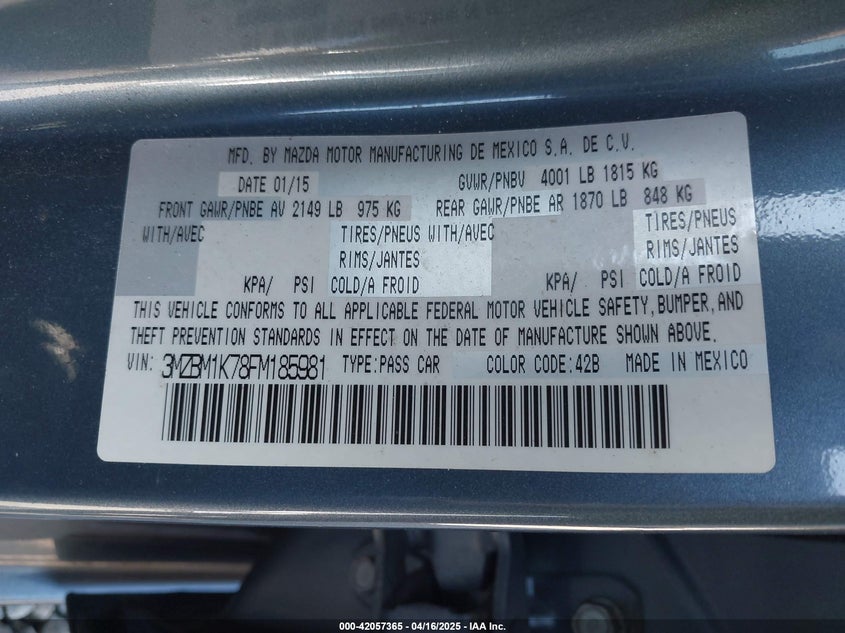 MFD. BY MAZDA MOTOR MANUFACTURING DE MEXICO S.A. DE C.V.
DATE 01/15 GVWR/PNBV 4001 LB 1815 KG
FRONT GAWR/PNBE AV 2149 LB 975 KG REAR GAWR/PNBE AR 1870 LB 848 KG
WITH/AVEC TIRES/PNEUS WITH/AVEC TIRES/PNEUS
RIMS/JANTES RIMS/JANTES
KPA/ PSI COLD/A FROID KPA/ PSI COLD/A FROID
THIS VEHICLE CONFORMS TO ALL APPLICABLE FEDERAL MOTOR VEHICLE SAFETY, BUMPER, AND
THEFT PREVENTION STANDARDS IN EFFECT ON THE DATE OF MANUFACTURE SHOWN ABOVE.
VIN: 3MZBM1K78FM185981 TYPE:PASS CAR COLOR CODE:42B MADE IN MEXICO
000-42057365 - 04/16/2025 - IAA Inc.